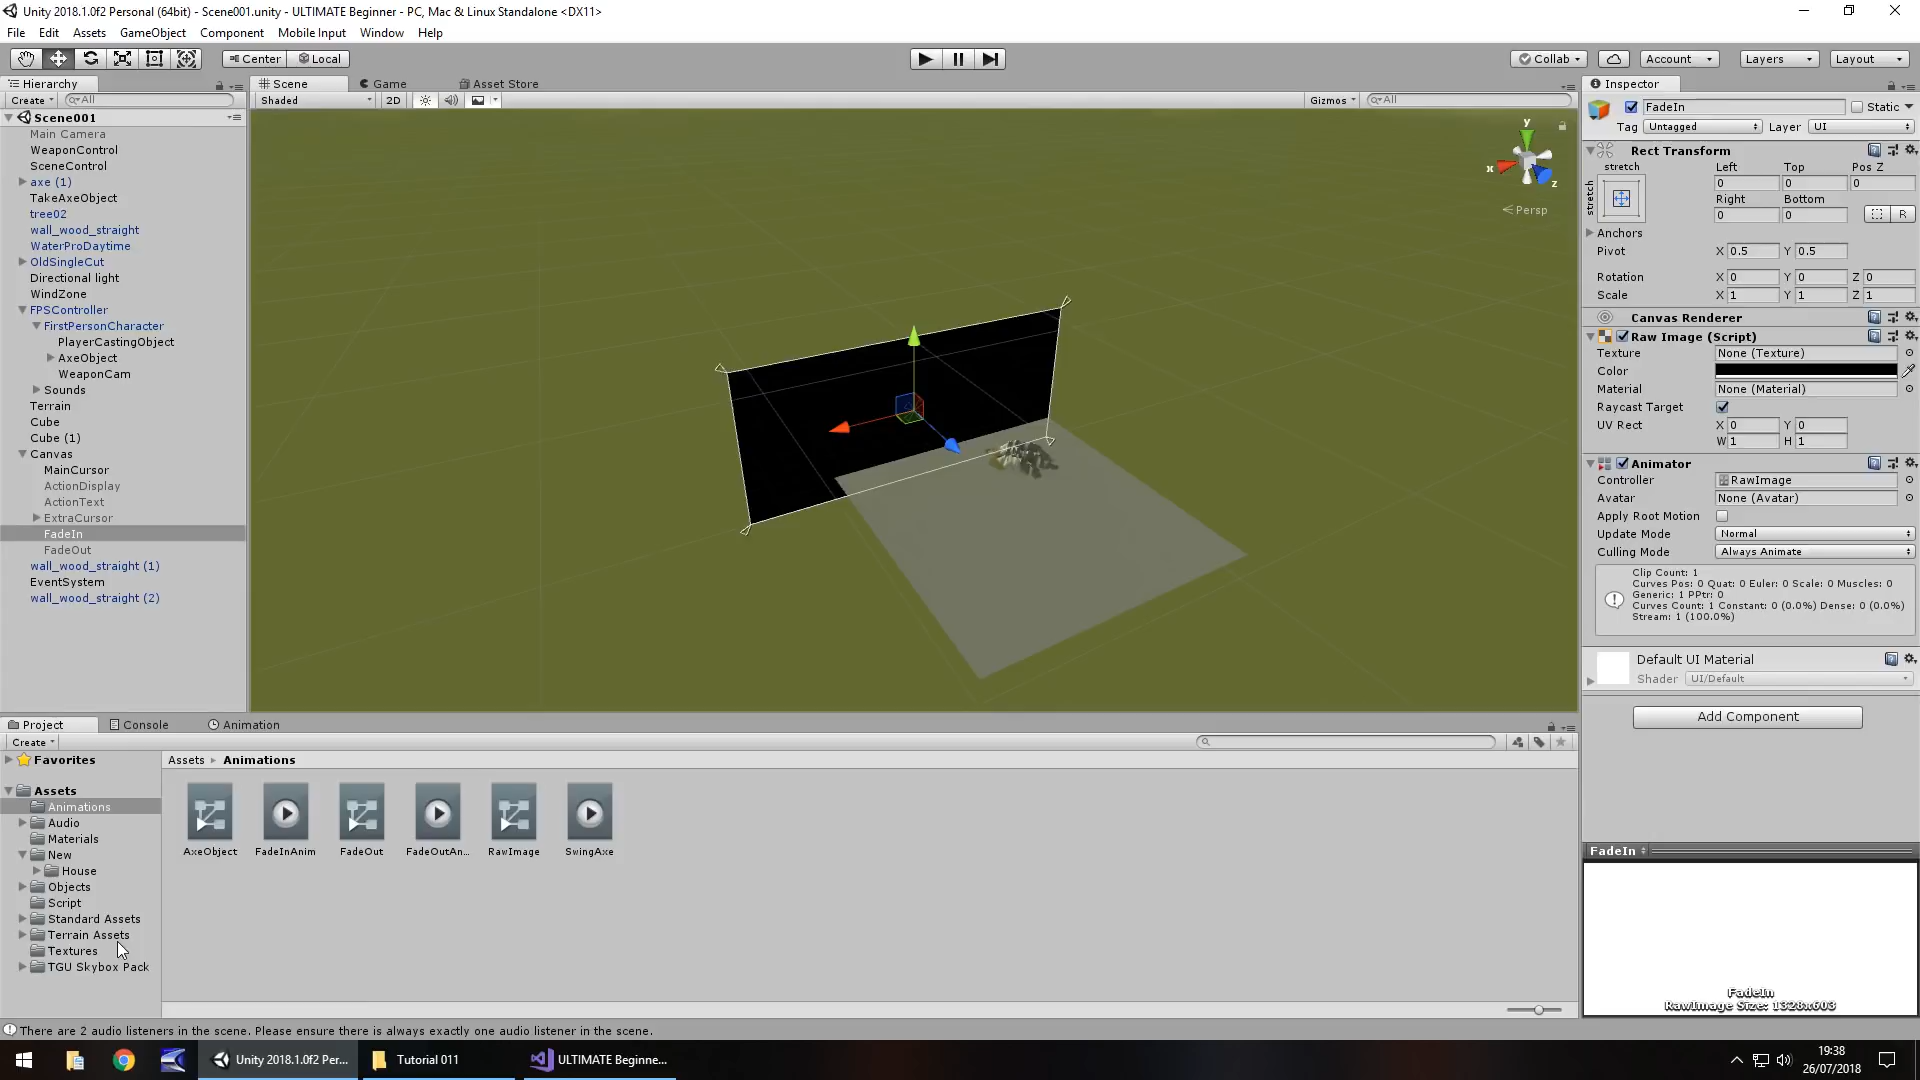 Unity 2018.1.0f2 Personal (64bit) - Scene001.unity - ULTIMATE Beginner - PC, Mac & Linux Standalone <DX11>
File Edit Assets GameObject Component Mobile Input Window Help
Center Local
Collab Account Layers Layout
Hierarchy
Create All
Scene001
Main Camera
WeaponControl
SceneControl
axe (1)
TakeAxeObject
tree02
wall_wood_straight
WaterProDaytime
OldSingleCut
Directional light
WindZone
FPSController
FirstPersonCharacter
PlayerCastingObject
AxeObject
WeaponCam
Sounds
Terrain
Cube
Cube (1)
Canvas
MainCursor
ActionDisplay
ActionText
ExtraCursor
FadeIn
FadeOut
wall_wood_straight (1)
EventSystem
wall_wood_straight (2)
Scene Game Asset Store
Shaded 2D Gizmos All
y
x
z
Persp
Inspector
FadeIn Static
Tag Untagged Layer UI
Rect Transform
stretch Left Top Pos Z
stretch
0 0 0
Right Bottom
0 0 R
Anchors
Pivot X 0.5 Y 0.5
Rotation X 0 Y 0 Z 0
Scale X 1 Y 1 Z 1
Canvas Renderer
Raw Image (Script)
Texture None (Texture)
Color
Material None (Material)
Raycast Target
UV Rect X 0 Y 0
W 1 H 1
Animator
Controller RawImage
Avatar None (Avatar)
Apply Root Motion
Update Mode Normal
Culling Mode Always Animate
Clip Count: 1
Curves Pos: 0 Quat: 0 Euler: 0 Scale: 0 Muscles: 0
Generic: 1 PPtr: 0
Curves Count: 1 Constant: 0 (0.0%) Dense: 0 (0.0%)
Stream: 1 (100.0%)
Default UI Material
Shader UI/Default
Add Component
FadeIn
FadeIn
RawImage Size: 1328x603
Project Console Animation
Create
Favorites
Assets
Animations
Audio
Materials
New
House
Objects
Script
Standard Assets
Terrain Assets
Textures
TGU Skybox Pack
Assets Animations
AxeObject FadeInAnim FadeOut FadeOutAn... RawImage SwingAxe
There are 2 audio listeners in the scene. Please ensure there is always exactly one audio listener in the scene.
Unity 2018.1.0f2 Per... Tutorial 011 ULTIMATE Beginne...
19:38
26/07/2018